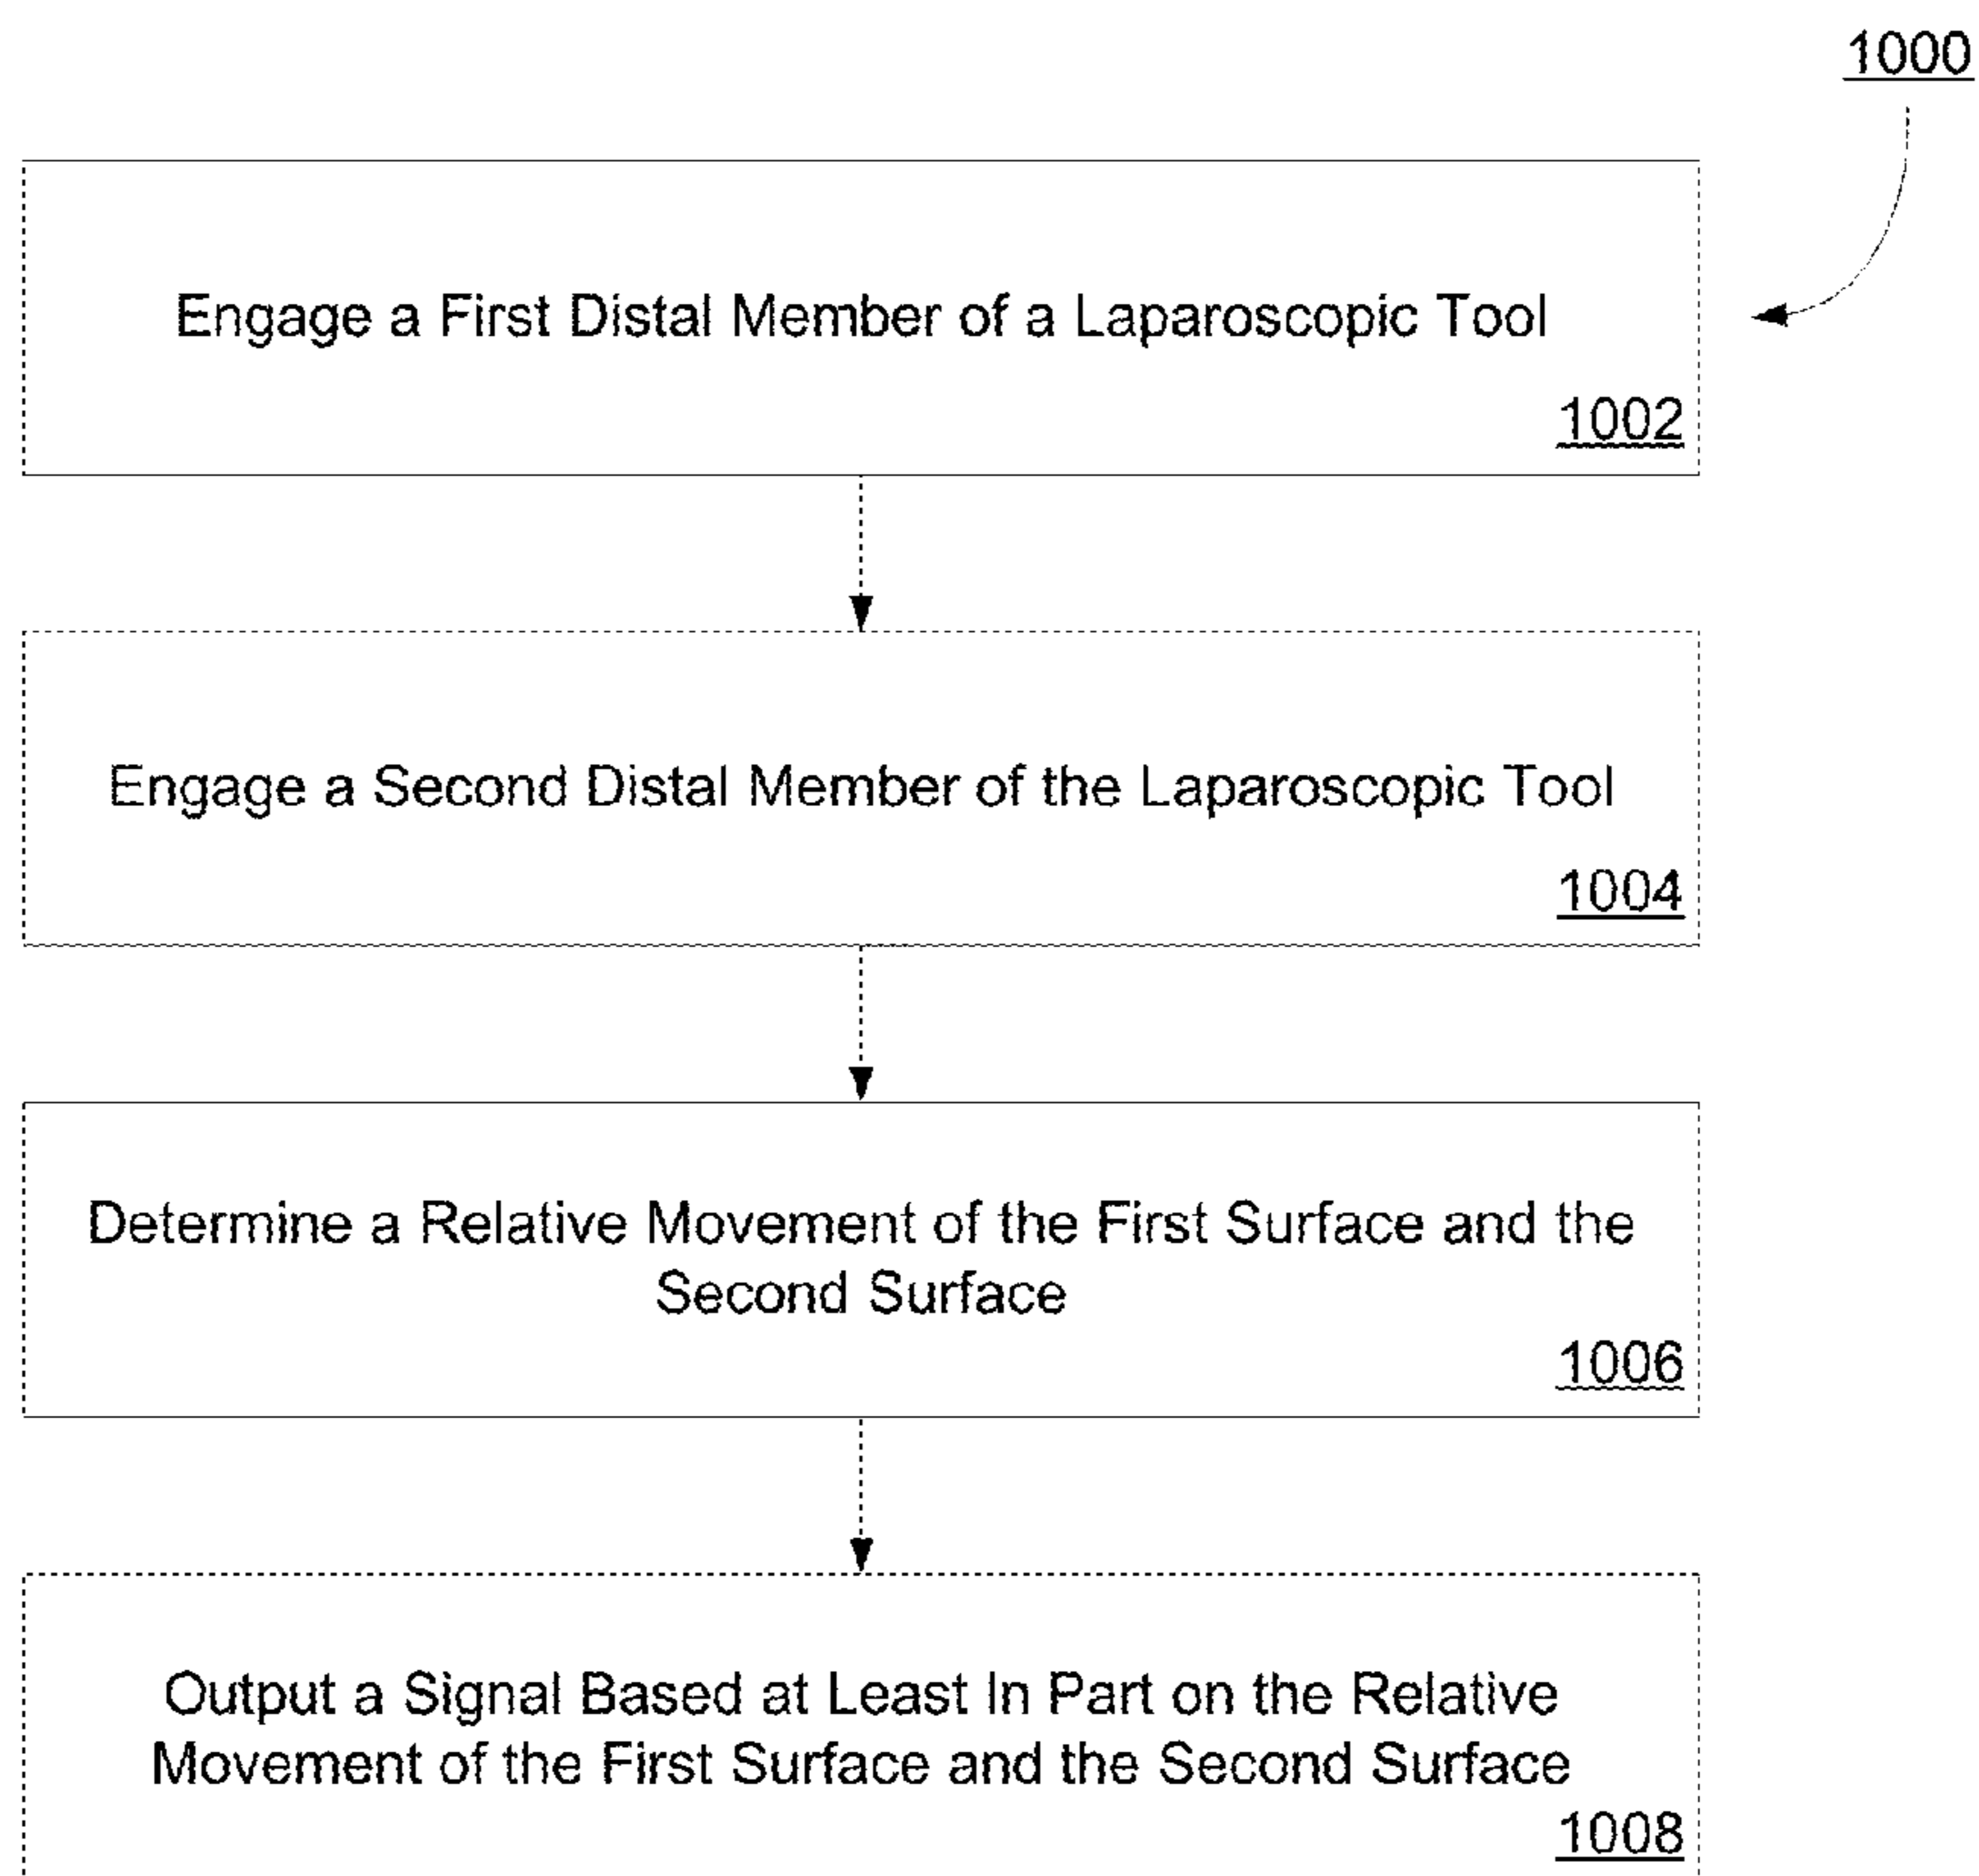 1000
Engage a First Distal Member of a Laparoscopic Tool
1002
Engage a Second Distal Member of the Laparoscopic Tool
1004
Determine a Relative Movement of the First Surface and the
Second Surface
1006
Output a Signal Based at Least In Part on the Relative
Movement of the First Surface and the Second Surface
1008